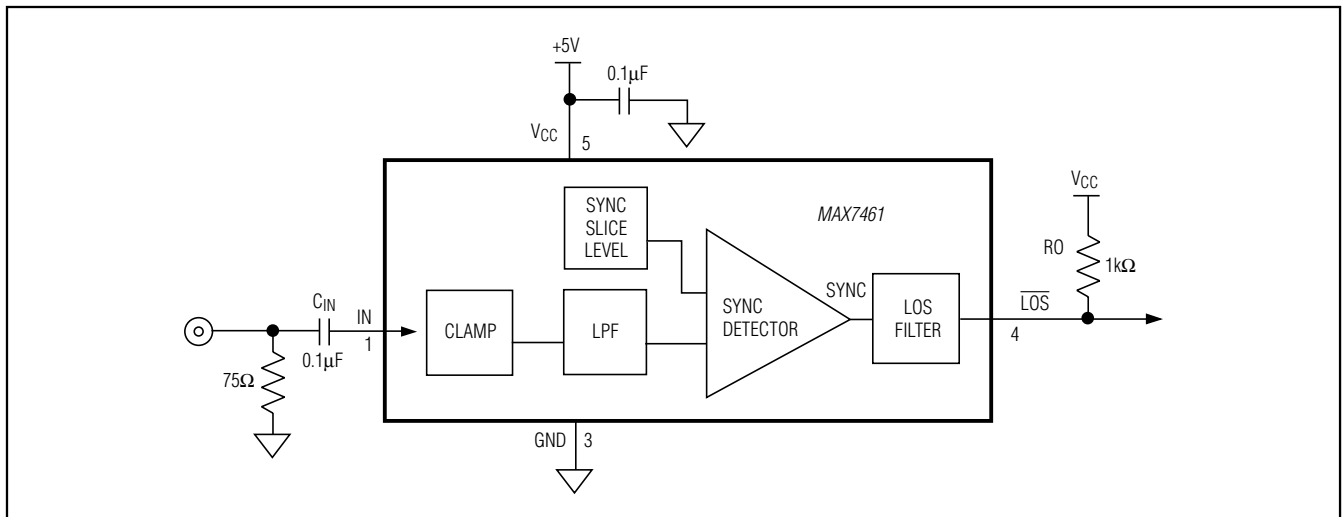 +5V
0.1μF
VCC
5
SYNC
SLICE
LEVEL
MAX7461
VCC
RO
1kΩ
CIN
IN
1
0.1μF
75Ω
CLAMP
LPF
SYNC
DETECTOR
SYNC
LOS
FILTER
L̅O̅S̅
4
GND 3